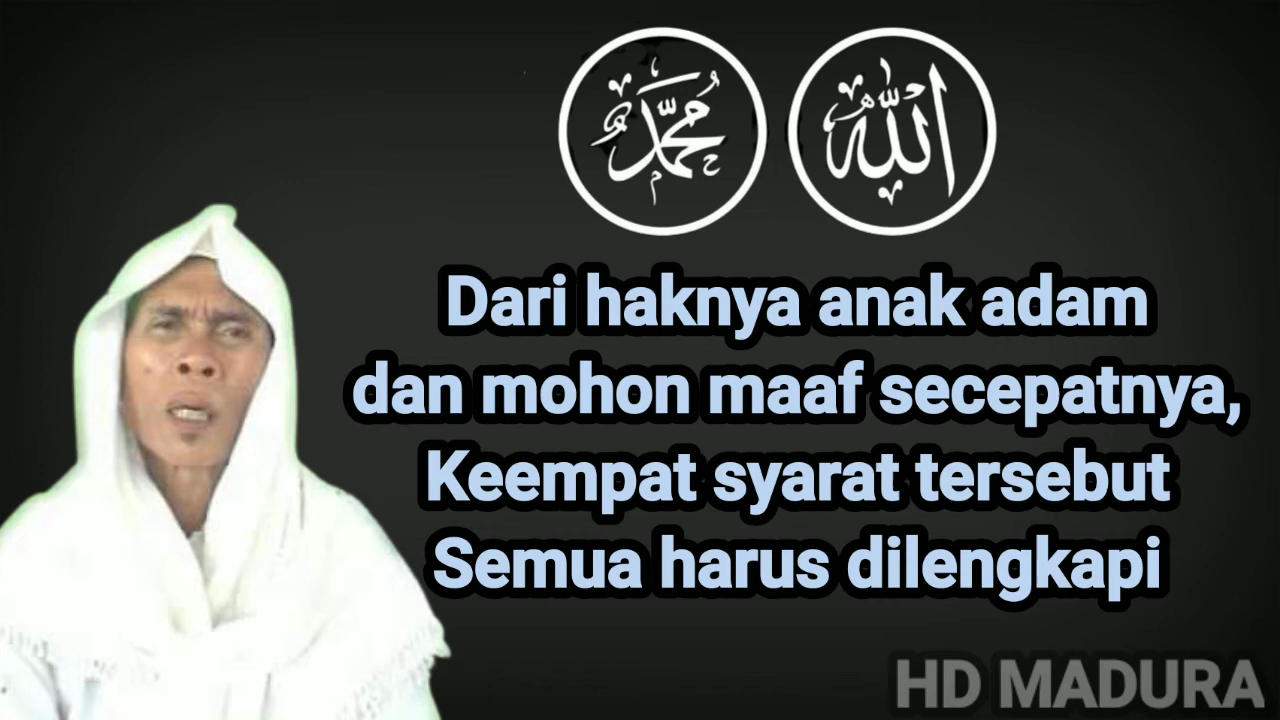 محمد
الله
Dari haknya anak adam
dan mohon maaf secepatnya,
Keempat syarat tersebut
Semua harus dilengkapi
HD MADURA